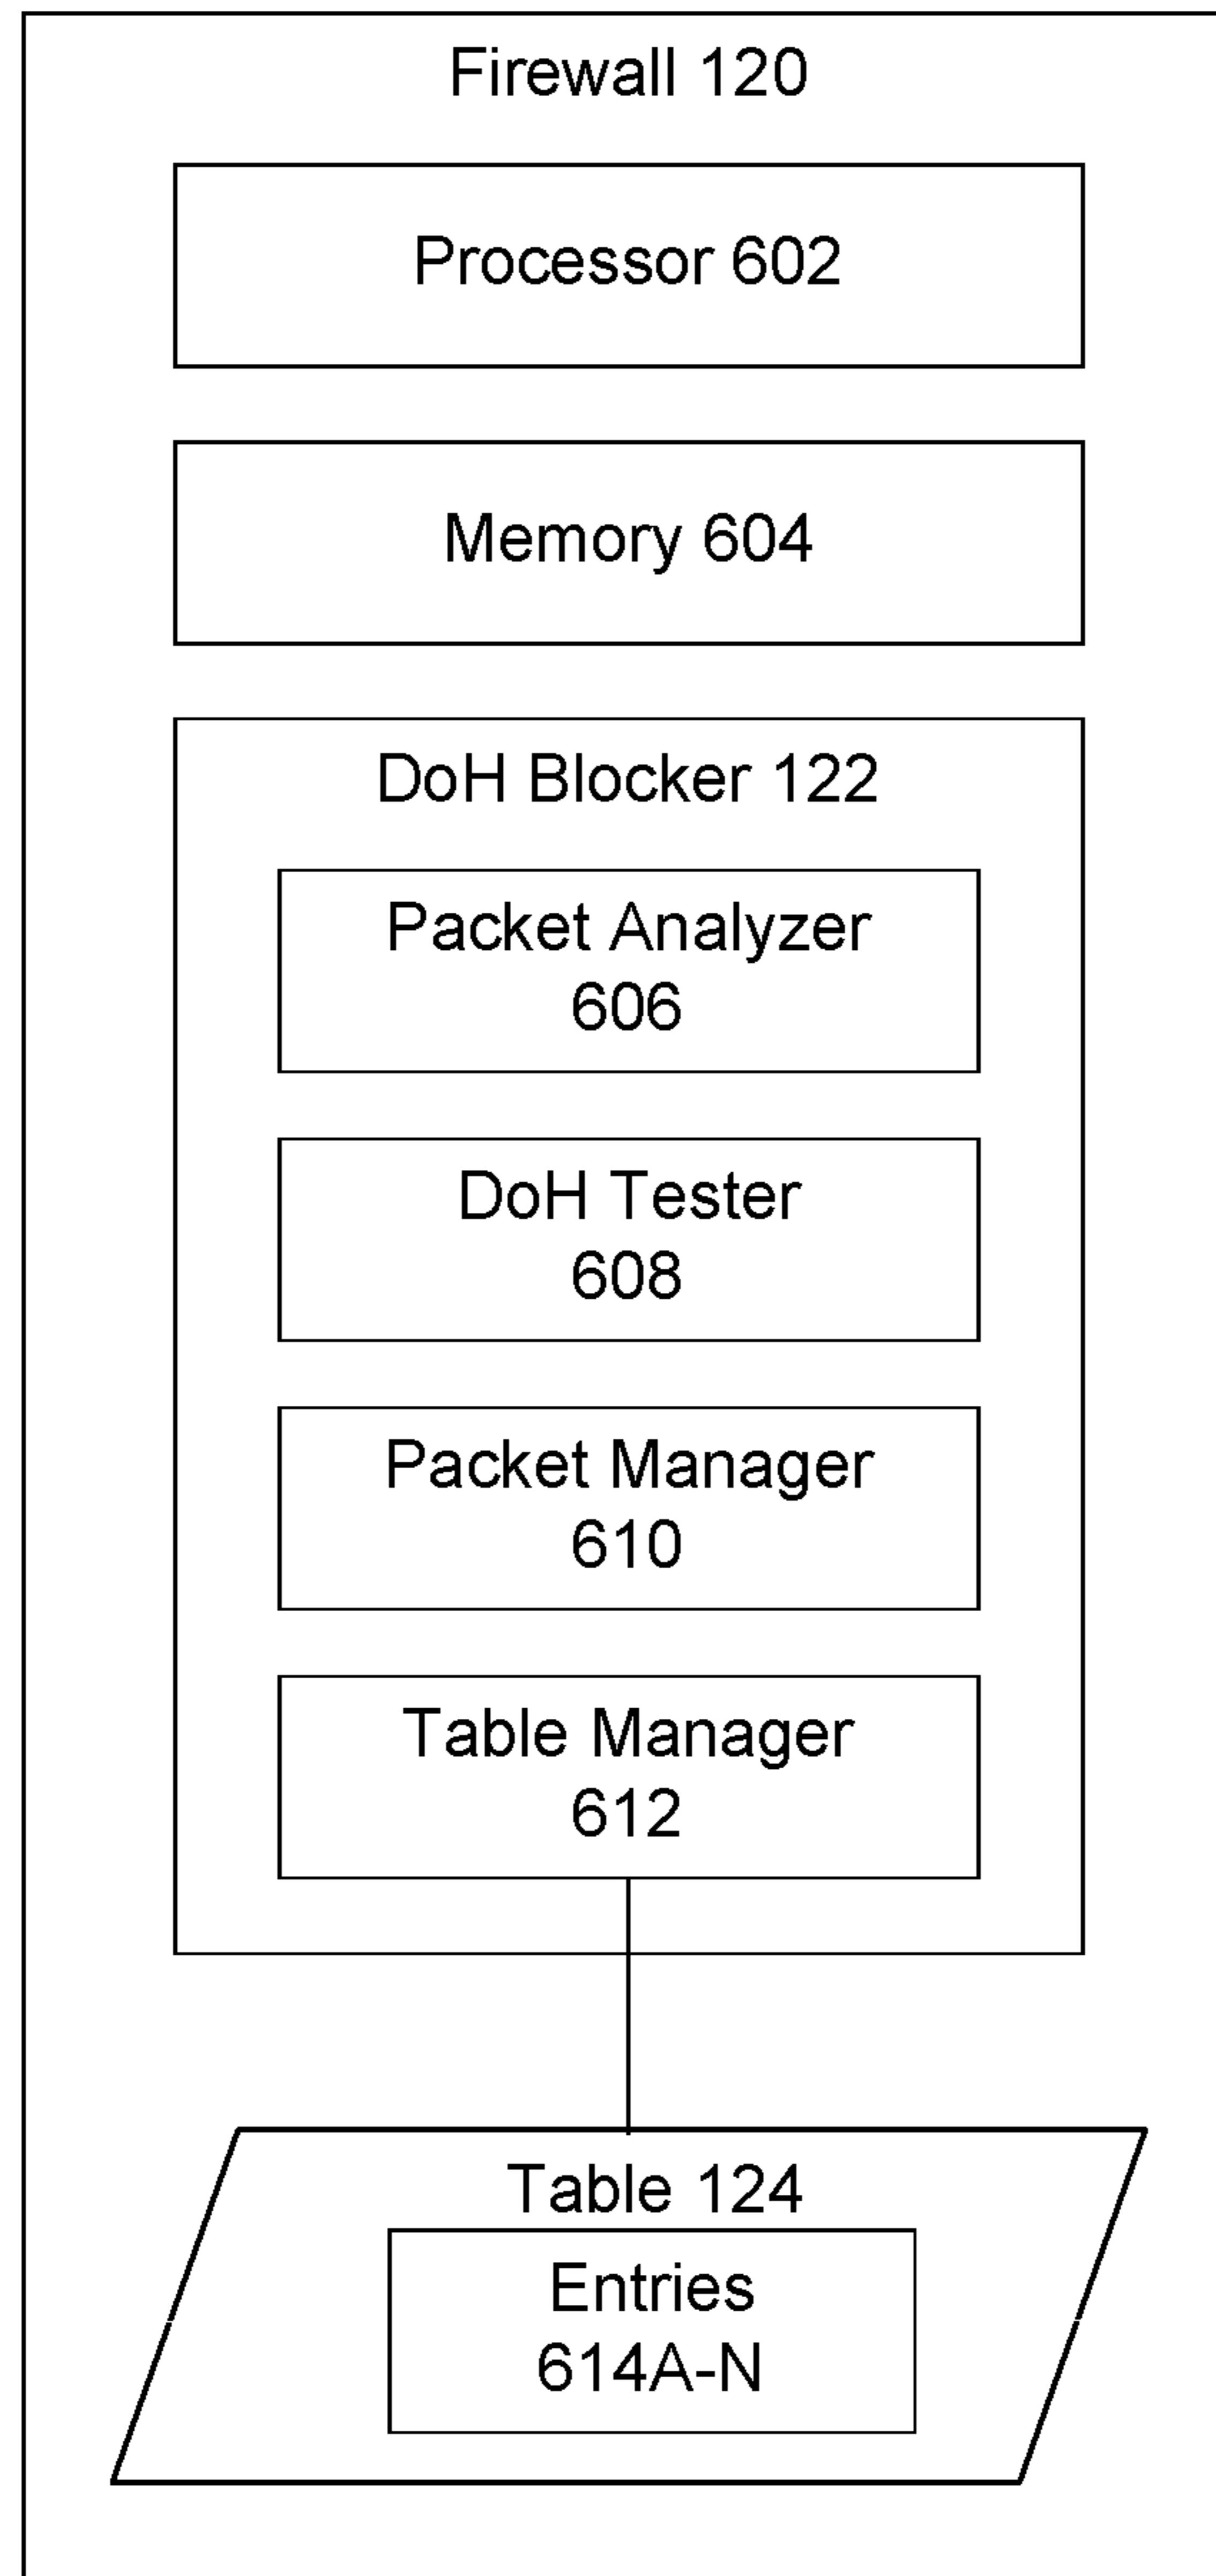 Firewall 120
Processor 602
Memory 604
DoH Blocker 122
Packet Analyzer
606
DoH Tester
608
Packet Manager
610
Table Manager
612
Table 124
Entries
614A-N